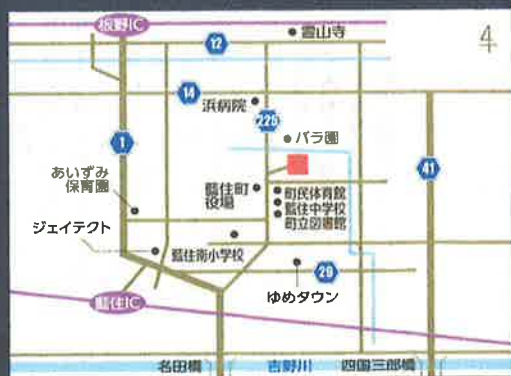 板野IC
霊山寺
4
12
14
浜病院
225
バラ園
1
41
あいずみ
保育園
藍住町
役場
町民体育館
藍住中学校
町立図書館
ジェイテクト
藍住南小学校
29
ゆめタウン
藍住IC
名田橋
吉野川
四国三郎橋